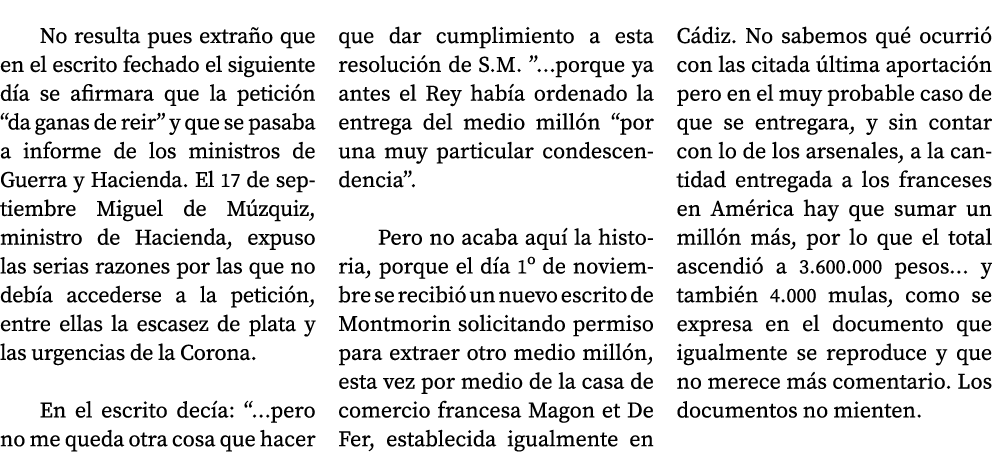 No resulta pues extraño que
en el escrito fechado el siguiente
día se afirmara que la petición
“da ganas de reir” y que se pasaba
a informe de los ministros de
Guerra y Hacienda. El 17 de sep-
tiembre Miguel de Múzquiz,
ministro de Hacienda, expuso
las serias razones por las que no
debía accederse a la petición,
entre ellas la escasez de plata y
las urgencias de la Corona.
En el escrito decía: “…pero
no me queda otra cosa que hacer
que dar cumplimiento a esta
resolución de S.M. ”…porque ya
antes el Rey había ordenado la
entrega del medio millón “por
una muy particular condescen-
dencia”.
Pero no acaba aquí la histo-
ria, porque el día 1º de noviem-
bre se recibió un nuevo escrito de
Montmorin solicitando permiso
para extraer otro medio millón,
esta vez por medio de la casa de
comercio francesa Magon et De
Fer, establecida igualmente en
Cádiz. No sabemos qué ocurrió
con las citada última aportación
pero en el muy probable caso de
que se entregara, y sin contar
con lo de los arsenales, a la can-
tidad entregada a los franceses
en América hay que sumar un
millón más, por lo que el total
ascendió a 3.600.000 pesos… y
también 4.000 mulas, como se
expresa en el documento que
igualmente se reproduce y que
no merece más comentario. Los
documentos no mienten.